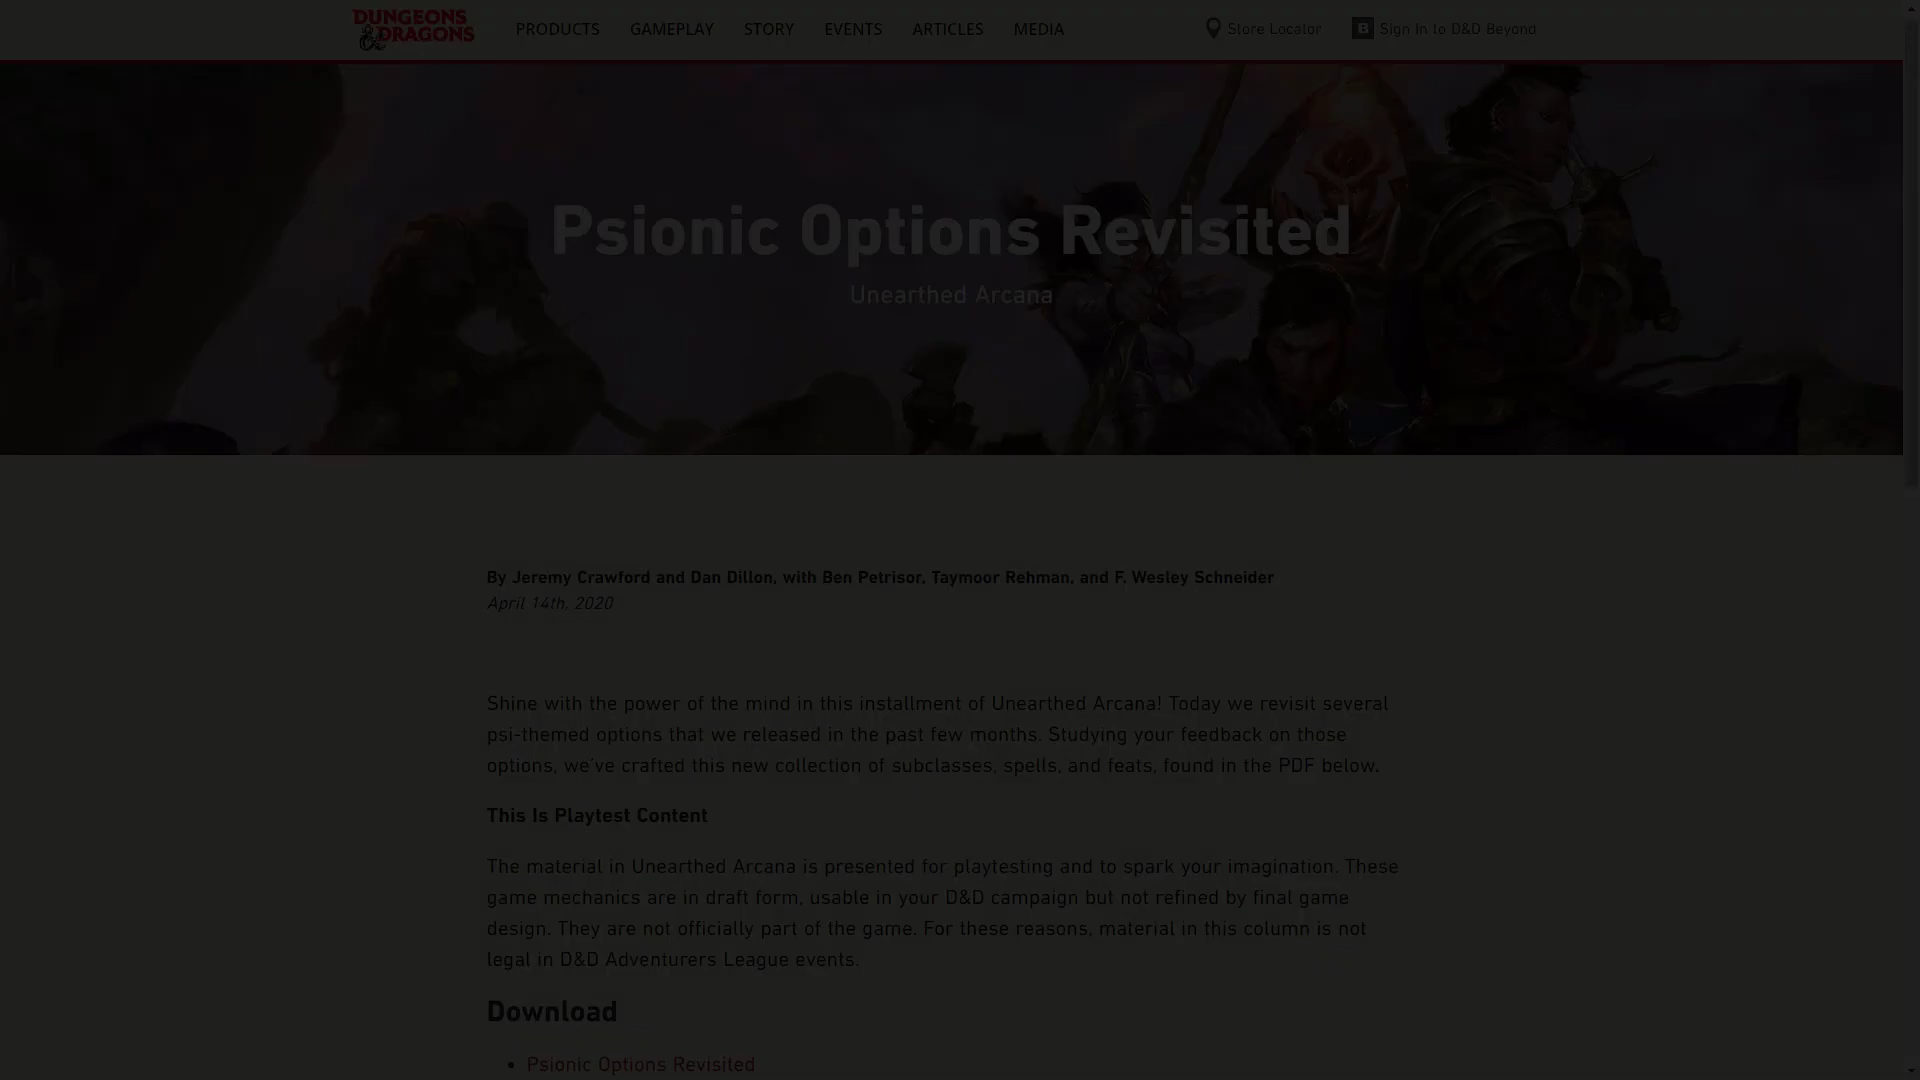 DUNGEONS & DRAGONS PRODUCTS GAMEPLAY STORY EVENTS ARTICLES MEDIA Store Locator B Sign In to D&D Beyond
Psionic Options Revisited
Unearthed Arcana
By Jeremy Crawford and Dan Dillon, with Ben Petrisor, Taymoor Rehman, and F. Wesley Schneider
April 14th, 2020
Shine with the power of the mind in this installment of Unearthed Arcana! Today we revisit several
psi-themed options that we released in the past few months. Studying your feedback on those
options, we've crafted this new collection of subclasses, spells, and feats, found in the PDF below.
This Is Playtest Content
The material in Unearthed Arcana is presented for playtesting and to spark your imagination. These
game mechanics are in draft form, usable in your D&D campaign but not refined by final game
design. They are not officially part of the game. For these reasons, material in this column is not
legal in D&D Adventurers League events.
Download
• Psionic Options Revisited